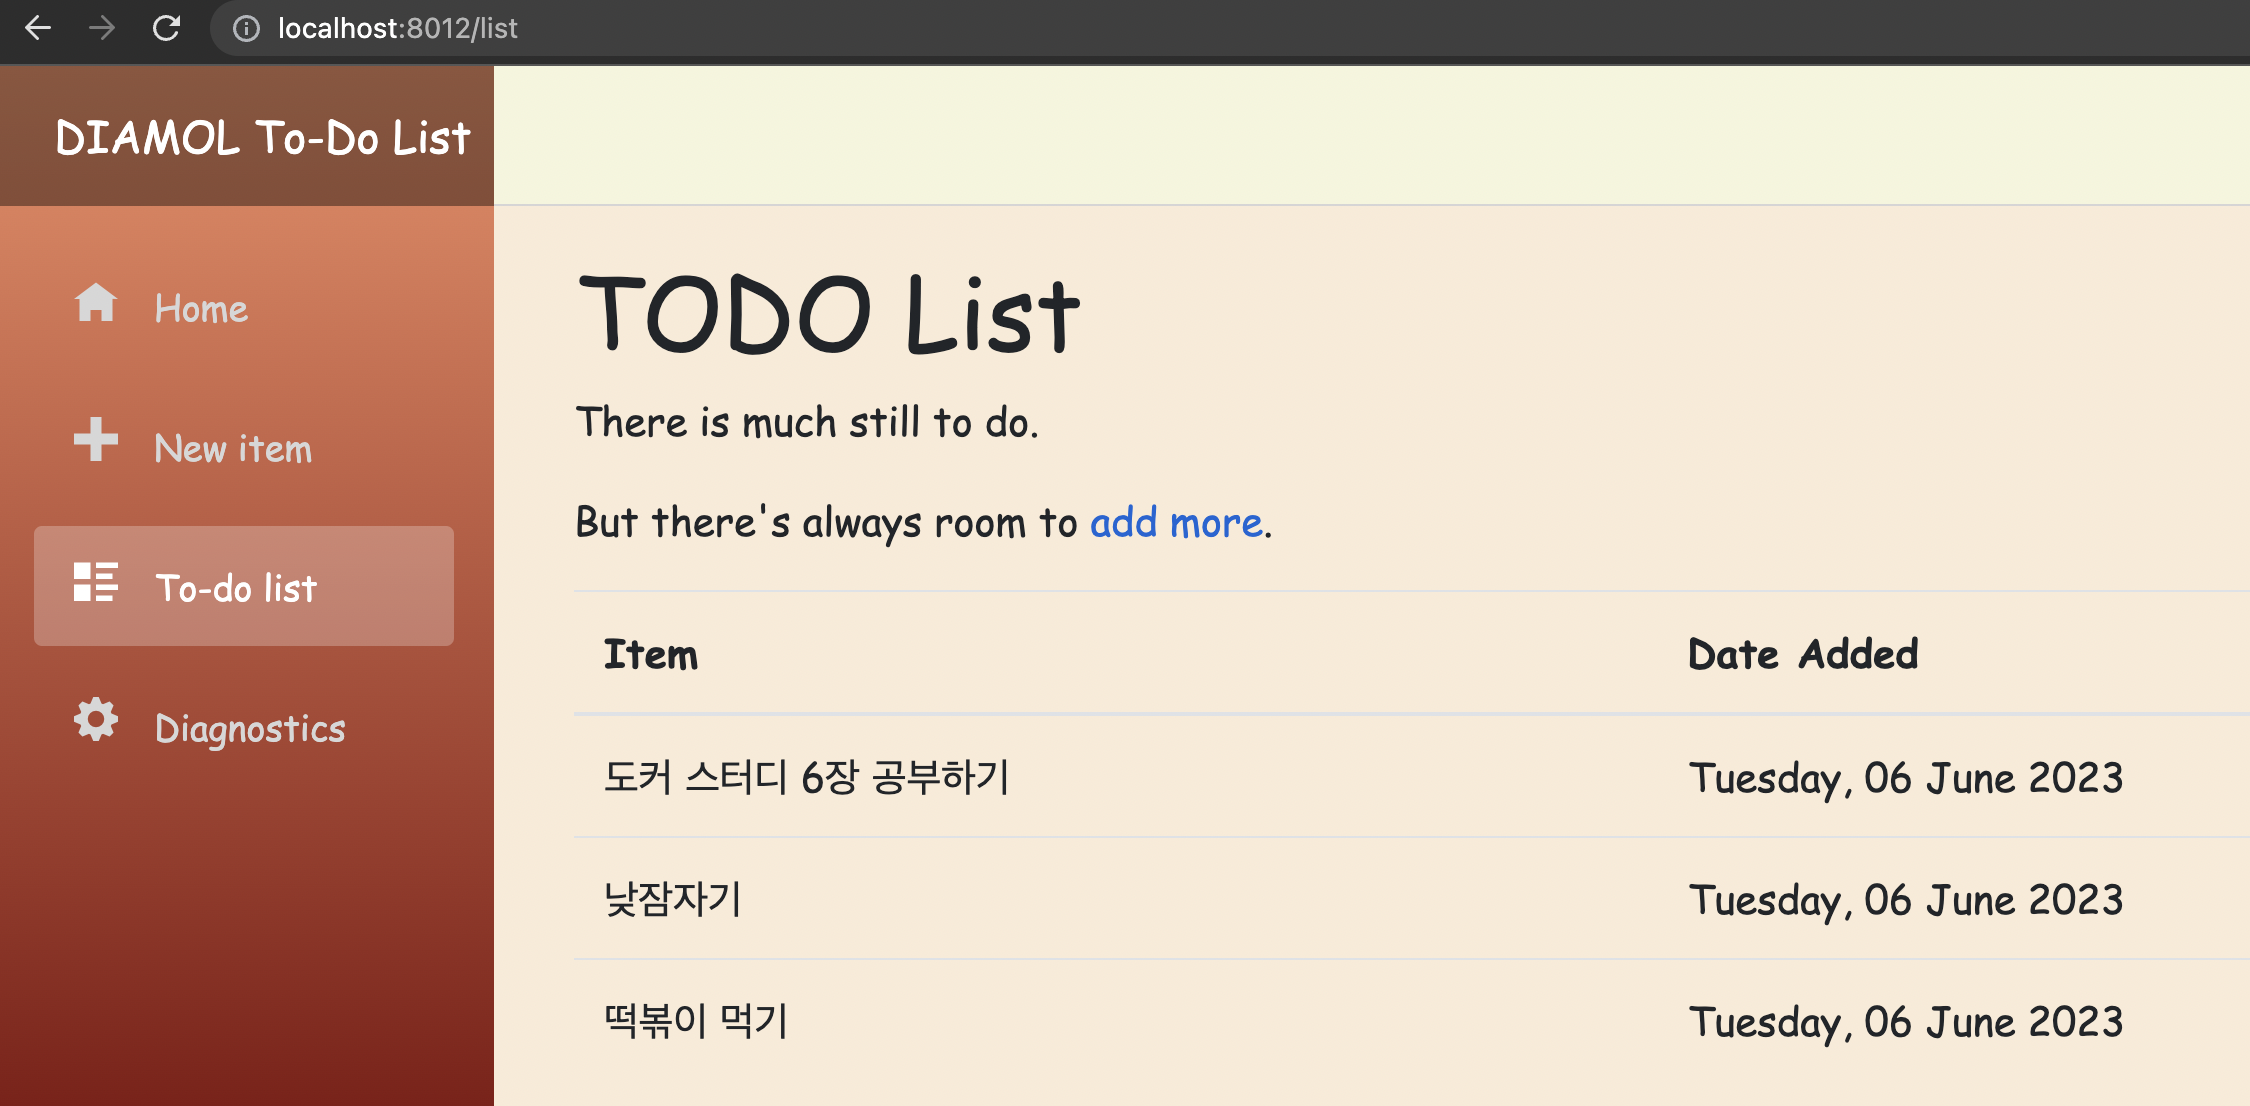 localhost:8012/list
DIAMOL To-Do List
Home
New item
To-do list
Diagnostics
TODO List
There is much still to do.
But there's always room to add more.
Item Date Added
도커 스터디 6장 공부하기 Tuesday, 06 June 2023
낮잠자기 Tuesday, 06 June 2023
떡볶이 먹기 Tuesday, 06 June 2023